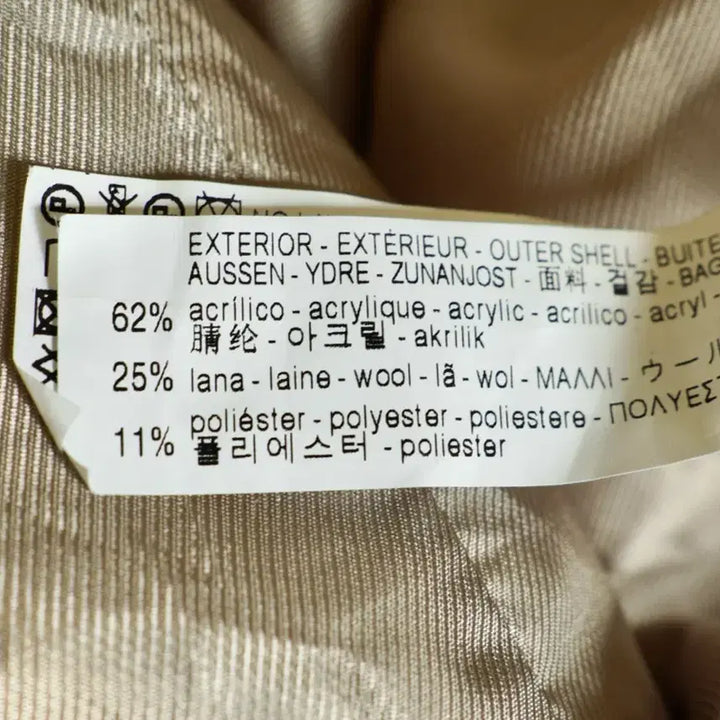 EXTERIOR - EXTÉRIEUR - OUTER SHELL - BUITE
AUSSEN - YDRE - ZUNANJOST - 面料 - 겉감 - BAG
62% acrílico - acrylique - acrylic - acrilico - acryl -
腈纶 - 아크릴 - akrilik
25% lana - laine - wool - lã - wol - ΜΑΛΛΙ - ウール
11% poliéster - polyester - poliestere - ΠΟΛΥΕΣ
폴리에스터 - poliester